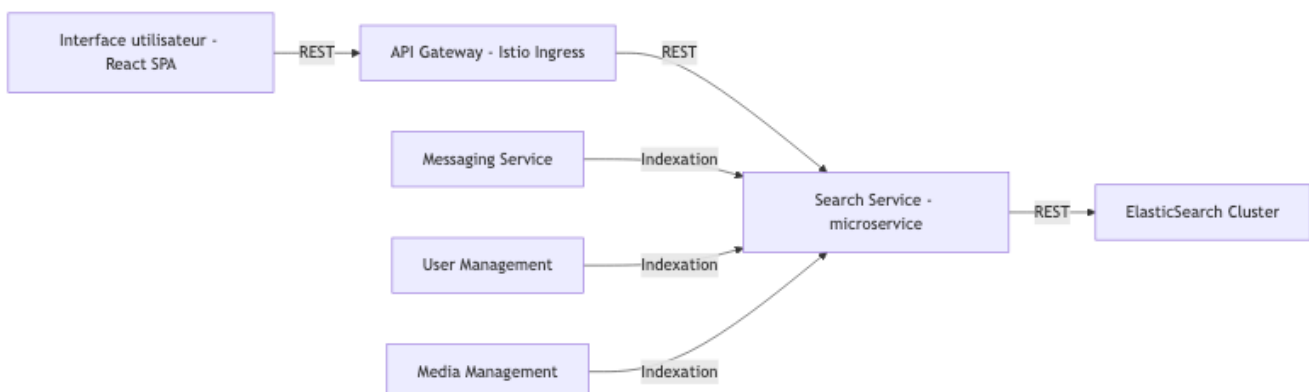 Interface utilisateur -
React SPA
REST
API Gateway - Istio Ingress
REST
Messaging Service
Indexation
User Management
Indexation
Media Management
Indexation
Search Service -
microservice
REST
ElasticSearch Cluster